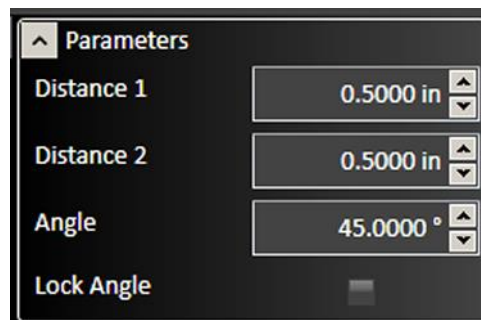 Parameters
Distance 1
0.5000 in
Distance 2
0.5000 in
Angle
45.0000 °
Lock Angle